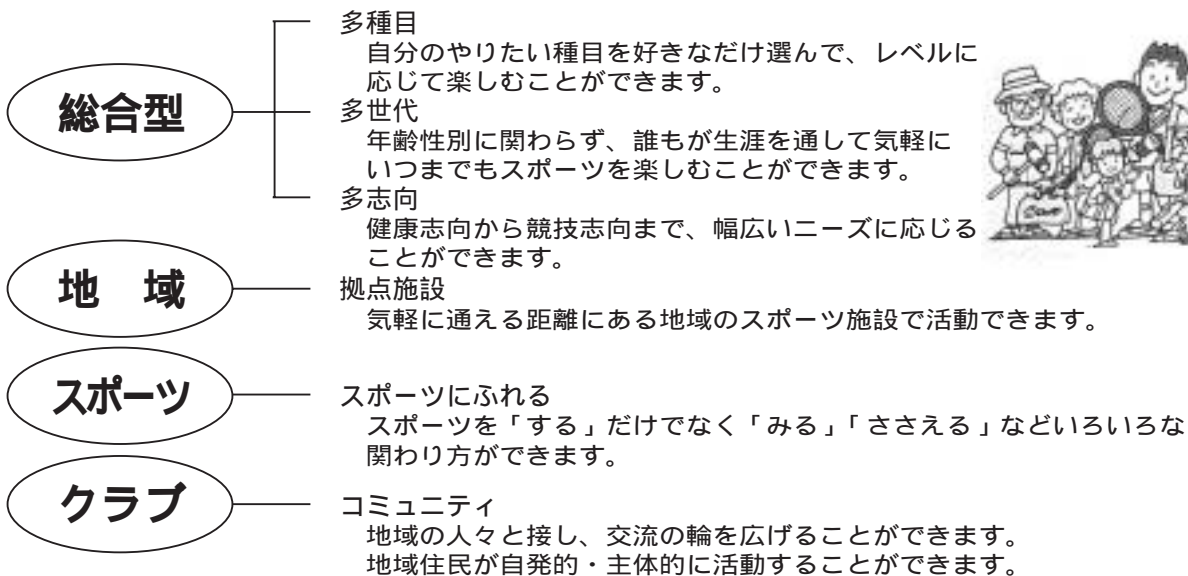 総合型
多種目
自分のやりたい種目を好きなだけ選んで、レベルに
応じて楽しむことができます。
多世代
年齢性別に関わらず、誰もが生涯を通して気軽に
いつまでもスポーツを楽しむことができます。
多志向
健康志向から競技志向まで、幅広いニーズに応じる
ことができます。
地　域
拠点施設
気軽に通える距離にある地域のスポーツ施設で活動できます。
スポーツ
スポーツにふれる
スポーツを「する」だけでなく「みる」「ささえる」などいろいろな
関わり方ができます。
クラブ
コミュニティ
地域の人々と接し、交流の輪を広げることができます。
地域住民が自発的・主体的に活動することができます。